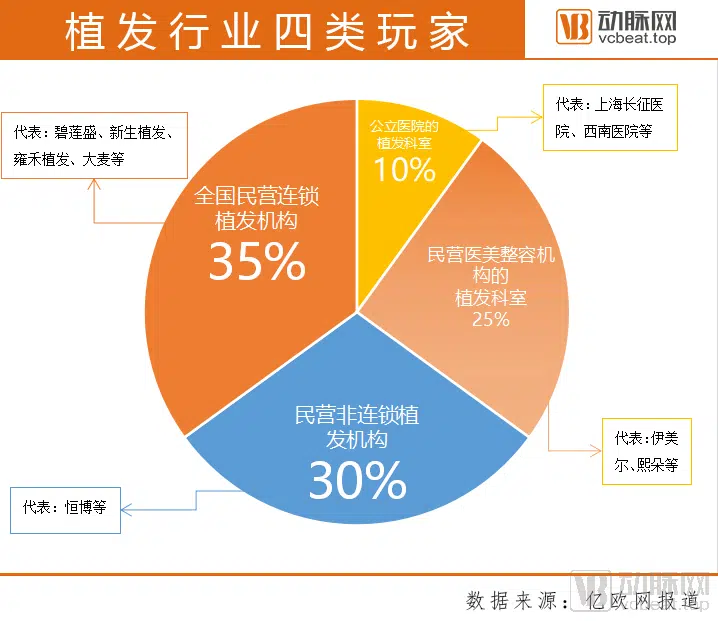 植发行业四类玩家
动脉网
vcbeat.top
代表：上海长征医
院、西南医院等
代表：碧莲盛、新生植发、
雍禾植发、大麦等
公立医院的
植发科室
10%
全国民营连锁
植发机构
35%
民营医美整容机
构的
植发科室
25%
民营非连锁植
发机构
30%
代表：伊美
尔、熙朵等
代表：恒博等
数据来源：亿欧网报道
动脉网
vcbeat.top